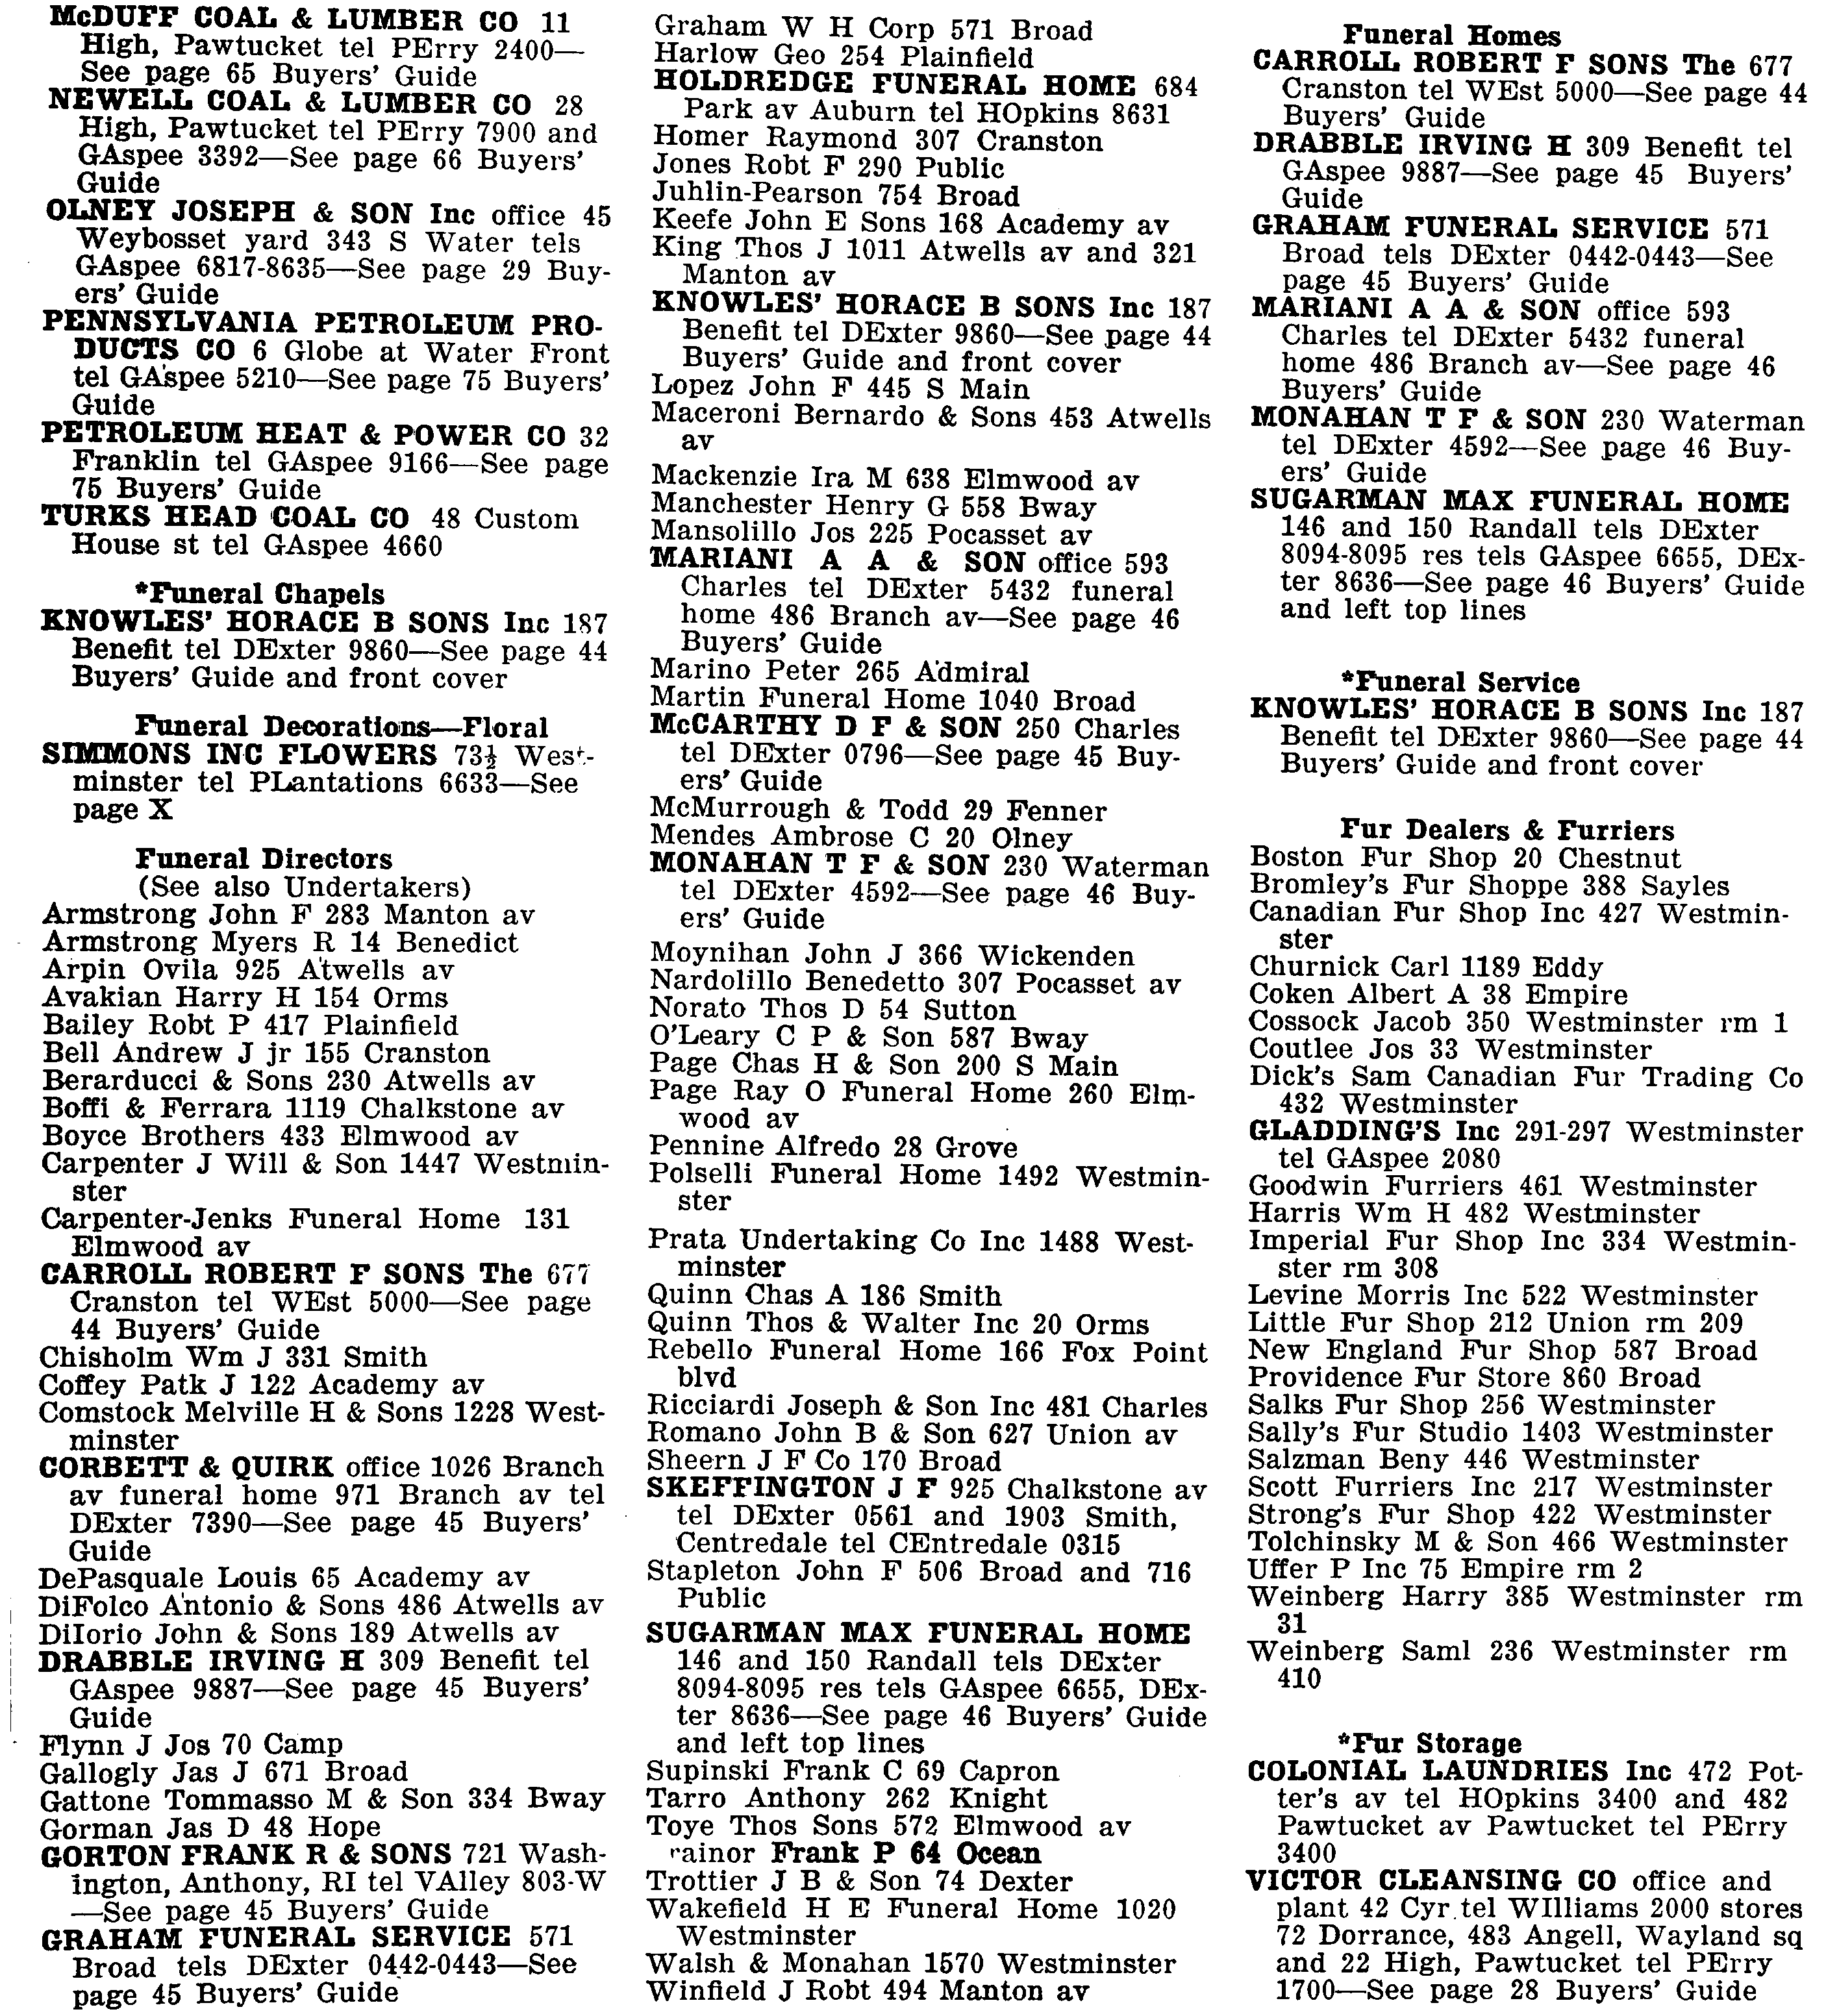 McDUFF COAL & LUMBER CO 11
High, Pawtucket tel PErry 2400—
See page 65 Buyers' Guide
NEWELL COAL & LUMBER CO 28
High, Pawtucket tel PErry 7900 and
GAspee 3392—See page 66 Buyers'
Guide
OLNEY JOSEPH & SON Inc office 45
Weybosset yard 343 S Water tels
GAspee 6817-8635—See page 29 Buy-
ers' Guide
PENNSYLVANIA PETROLEUM PRO-
DUCTS CO 6 Globe at Water Front
tel GAspee 5210—See page 75 Buyers'
Guide
PETROLEUM HEAT & POWER CO 32
Franklin tel GAspee 9166—See page
75 Buyers' Guide
TURKS HEAD COAL CO 48 Custom
House st tel GAspee 4660
*Funeral Chapels
KNOWLES' HORACE B SONS Inc 187
Benefit tel DExter 9860—See page 44
Buyers' Guide and front cover
Funeral Decorations—Floral
SIMMONS INC FLOWERS 73½ West-
minster tel PLantations 6633—See
page X
Funeral Directors
(See also Undertakers)
Armstrong John F 283 Manton av
Armstrong Myers R 14 Benedict
Arpin Ovila 925 Atwells av
Avakian Harry H 154 Orms
Bailey Robt P 417 Plainfield
Bell Andrew J jr 155 Cranston
Berarducci & Sons 230 Atwells av
Boffi & Ferrara 1119 Chalkstone av
Boyce Brothers 433 Elmwood av
Carpenter J Will & Son 1447 Westmin-
ster
Carpenter-Jenks Funeral Home 131
Elmwood av
CARROLL ROBERT F SONS The 677
Cranston tel WEst 5000—See page
44 Buyers' Guide
Chisholm Wm J 331 Smith
Coffey Patk J 122 Academy av
Comstock Melville H & Sons 1228 West-
minster
CORBETT & QUIRK office 1026 Branch
av funeral home 971 Branch av tel
DExter 7390—See page 45 Buyers'
Guide
DePasquale Louis 65 Academy av
DiFolco Antonio & Sons 486 Atwells av
DiIorio John & Sons 189 Atwells av
DRABBLE IRVING H 309 Benefit tel
GAspee 9887—See page 45 Buyers'
Guide
Flynn J Jos 70 Camp
Gallogly Jas J 671 Broad
Gattone Tommasso M & Son 334 Bway
Gorman Jas D 48 Hope
GORTON FRANK R & SONS 721 Wash-
ington, Anthony, RI tel VAlley 803-W
—See page 45 Buyers' Guide
GRAHAM FUNERAL SERVICE 571
Broad tels DExter 0442-0443—See
page 45 Buyers' Guide
Graham W H Corp 571 Broad
Harlow Geo 254 Plainfield
HOLDREDGE FUNERAL HOME 684
Park av Auburn tel HOpkins 8631
Homer Raymond 307 Cranston
Jones Robt F 290 Public
Juhlin-Pearson 754 Broad
Keefe John E Sons 168 Academy av
King Thos J 1011 Atwells av and 321
Manton av
KNOWLES' HORACE B SONS Inc 187
Benefit tel DExter 9860—See page 44
Buyers' Guide and front cover
Lopez John F 445 S Main
Maceroni Bernardo & Sons 453 Atwells
av
Mackenzie Ira M 638 Elmwood av
Manchester Henry G 558 Bway
Mansolillo Jos 225 Pocasset av
MARIANI A A & SON office 593
Charles tel DExter 5432 funeral
home 486 Branch av—See page 46
Buyers' Guide
Marino Peter 265 Admiral
Martin Funeral Home 1040 Broad
McCARTHY D F & SON 250 Charles
tel DExter 0796—See page 45 Buy-
ers' Guide
McMurrough & Todd 29 Fenner
Mendes Ambrose C 20 Olney
MONAHAN T F & SON 230 Waterman
tel DExter 4592—See page 46 Buy-
ers' Guide
Moynihan John J 366 Wickenden
Nardolillo Benedetto 307 Pocasset av
Norato Thos D 54 Sutton
O'Leary C P & Son 587 Bway
Page Chas H & Son 200 S Main
Page Ray O Funeral Home 260 Elm-
wood av
Pennine Alfredo 28 Grove
Polselli Funeral Home 1492 Westmin-
ster
Prata Undertaking Co Inc 1488 West-
minster
Quinn Chas A 186 Smith
Quinn Thos & Walter Inc 20 Orms
Rebello Funeral Home 166 Fox Point
blvd
Ricciardi Joseph & Son Inc 481 Charles
Romano John B & Son 627 Union av
Sheern J F Co 170 Broad
SKEFFINGTON J F 925 Chalkstone av
tel DExter 0561 and 1903 Smith,
Centredale tel CEntredale 0315
Stapleton John F 506 Broad and 716
Public
SUGARMAN MAX FUNERAL HOME
146 and 150 Randall tels DExter
8094-8095 res tels GAspee 6655, DEx-
ter 8636—See page 46 Buyers' Guide
and left top lines
Supinski Frank C 69 Capron
Tarro Anthony 262 Knight
Toye Thos Sons 572 Elmwood av
rainor Frank P 64 Ocean
Trottier J B & Son 74 Dexter
Wakefield H E Funeral Home 1020
Westminster
Walsh & Monahan 1570 Westminster
Winfield J Robt 494 Manton av
Funeral Homes
CARROLL ROBERT F SONS The 677
Cranston tel WEst 5000—See page 44
Buyers' Guide
DRABBLE IRVING H 309 Benefit tel
GAspee 9887—See page 45 Buyers'
Guide
GRAHAM FUNERAL SERVICE 571
Broad tels DExter 0442-0443—See
page 45 Buyers' Guide
MARIANI A A & SON office 593
Charles tel DExter 5432 funeral
home 486 Branch av—See page 46
Buyers' Guide
MONAHAN T F & SON 230 Waterman
tel DExter 4592—See page 46 Buy-
ers' Guide
SUGARMAN MAX FUNERAL HOME
146 and 150 Randall tels DExter
8094-8095 res tels GAspee 6655, DEx-
ter 8636—See page 46 Buyers' Guide
and left top lines
*Funeral Service
KNOWLES' HORACE B SONS Inc 187
Benefit tel DExter 9860—See page 44
Buyers' Guide and front cover
Fur Dealers & Furriers
Boston Fur Shop 20 Chestnut
Bromley's Fur Shoppe 388 Sayles
Canadian Fur Shop Inc 427 Westmin-
ster
Churnick Carl 1189 Eddy
Coken Albert A 38 Empire
Cossock Jacob 350 Westminster rm 1
Coutlee Jos 33 Westminster
Dick's Sam Canadian Fur Trading Co
432 Westminster
GLADDING'S Inc 291-297 Westminster
tel GAspee 2080
Goodwin Furriers 461 Westminster
Harris Wm H 482 Westminster
Imperial Fur Shop Inc 334 Westmin-
ster rm 308
Levine Morris Inc 522 Westminster
Little Fur Shop 212 Union rm 209
New England Fur Shop 587 Broad
Providence Fur Store 860 Broad
Salks Fur Shop 256 Westminster
Sally's Fur Studio 1403 Westminster
Salzman Beny 446 Westminster
Scott Furriers Inc 217 Westminster
Strong's Fur Shop 422 Westminster
Tolchinsky M & Son 466 Westminster
Uffer P Inc 75 Empire rm 2
Weinberg Harry 385 Westminster rm
31
Weinberg Saml 236 Westminster rm
410
*Fur Storage
COLONIAL LAUNDRIES Inc 472 Pot-
ter's av tel HOpkins 3400 and 482
Pawtucket av Pawtucket tel PErry
3400
VICTOR CLEANSING CO office and
plant 42 Cyr tel WIlliams 2000 stores
72 Dorrance, 483 Angell, Wayland sq
and 22 High, Pawtucket tel PErry
1700—See page 28 Buyers' Guide